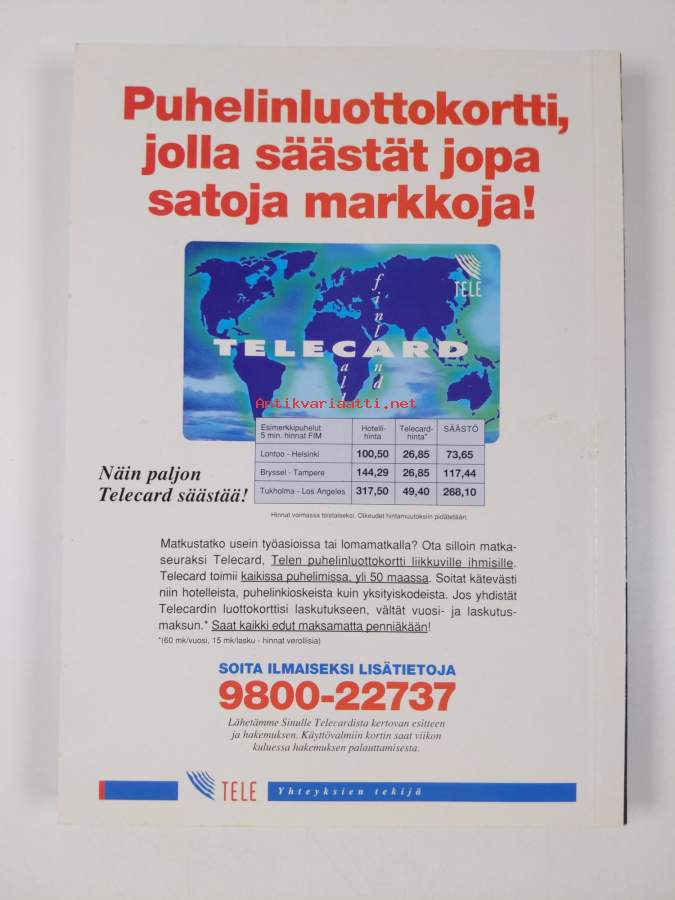 Puhelinluottokortti,
jolla säästät jopa
satoja markkoja!
TELE
finland
TELECARD
cald
Antikvariaatti.net
Esimerkkipuhelut 5 min. hinnat FIM Hotelli-hinta Telecard-hinta* SÄÄSTÖ
Lontoo - Helsinki 100,50 26,85 73,65
Bryssel - Tampere 144,29 26,85 117,44
Tukholma - Los Angeles 317,50 49,40 268,10
Näin paljon
Telecard säästää!
Hinnat voimassa toistaiseksi. Oikeudet hintamuutoksiin pidätetään.
Matkustatko usein työasioissa tai lomamatkalla? Ota silloin matka-
seuraksi Telecard, Telen puhelinluottokortti liikkuville ihmisille.
Telecard toimii kaikissa puhelimissa, yli 50 maassa. Soitat kätevästi
niin hotelleista, puhelinkioskeista kuin yksityiskodeista. Jos yhdistät
Telecardin luottokorttisi laskutukseen, vältät vuosi- ja laskutus-
maksun.* Saat kaikki edut maksamatta penniäkään!
*(60 mk/vuosi, 15 mk/lasku - hinnat verollisia)
SOITA ILMAISEKSI LISÄTIETOJA
9800-22737
Lähetämme Sinulle Telecardista kertovan esitteen
ja hakemuksen. Käyttövalmiin kortin saat viikon
kuluessa hakemuksen palauttamisesta.
TELE Yhteyksien tekijä